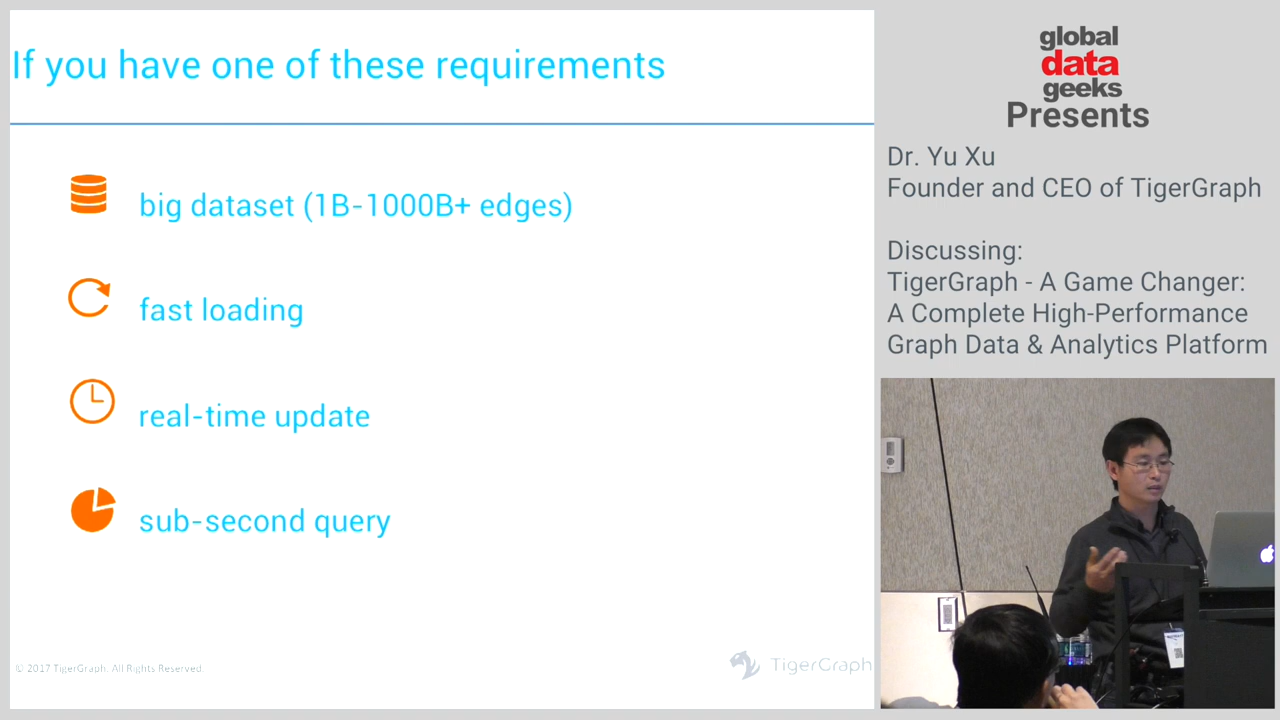 If you have one of these requirements
big dataset (1B-1000B+ edges)
fast loading
real-time update
sub-second query
© 2017 TigerGraph. All Rights Reserved.
TigerGraph
global
data
geeks
Presents
Dr. Yu Xu
Founder and CEO of TigerGraph
Discussing:
TigerGraph - A Game Changer:
A Complete High-Performance
Graph Data & Analytics Platform